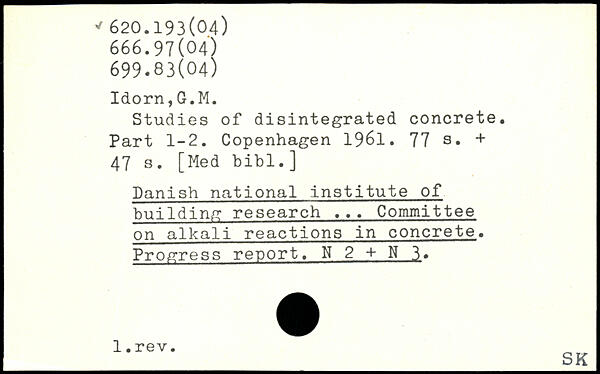 620.193(04)
666.97(04)
699.83(04)
Idorn,G.M.
Studies of disintegrated concrete.
Part 1-2. Copenhagen 1961. 77 s. +
47 s. [Med bibl.]
Danish national institute of
building research ... Committee
on alkali reactions in concrete.
Progress report. N 2 + N 3.
1.rev.
SK